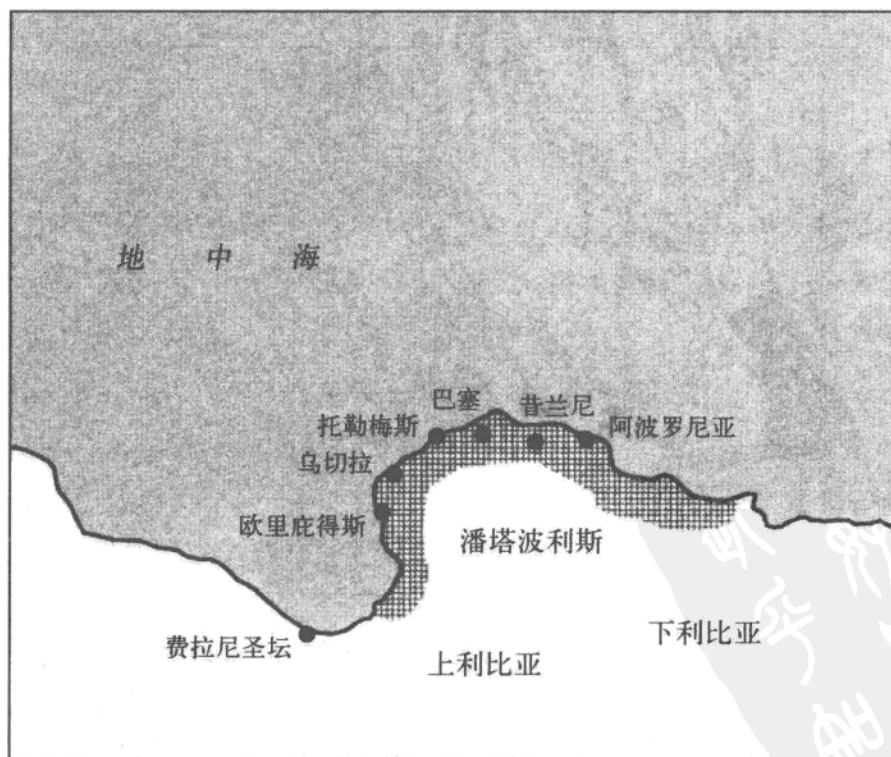 地 中 海
巴塞
昔兰尼
托勒梅斯
阿波罗尼亚
乌切拉
欧里庇得斯
潘塔波利斯
费拉尼圣坛
上利比亚
下利比亚